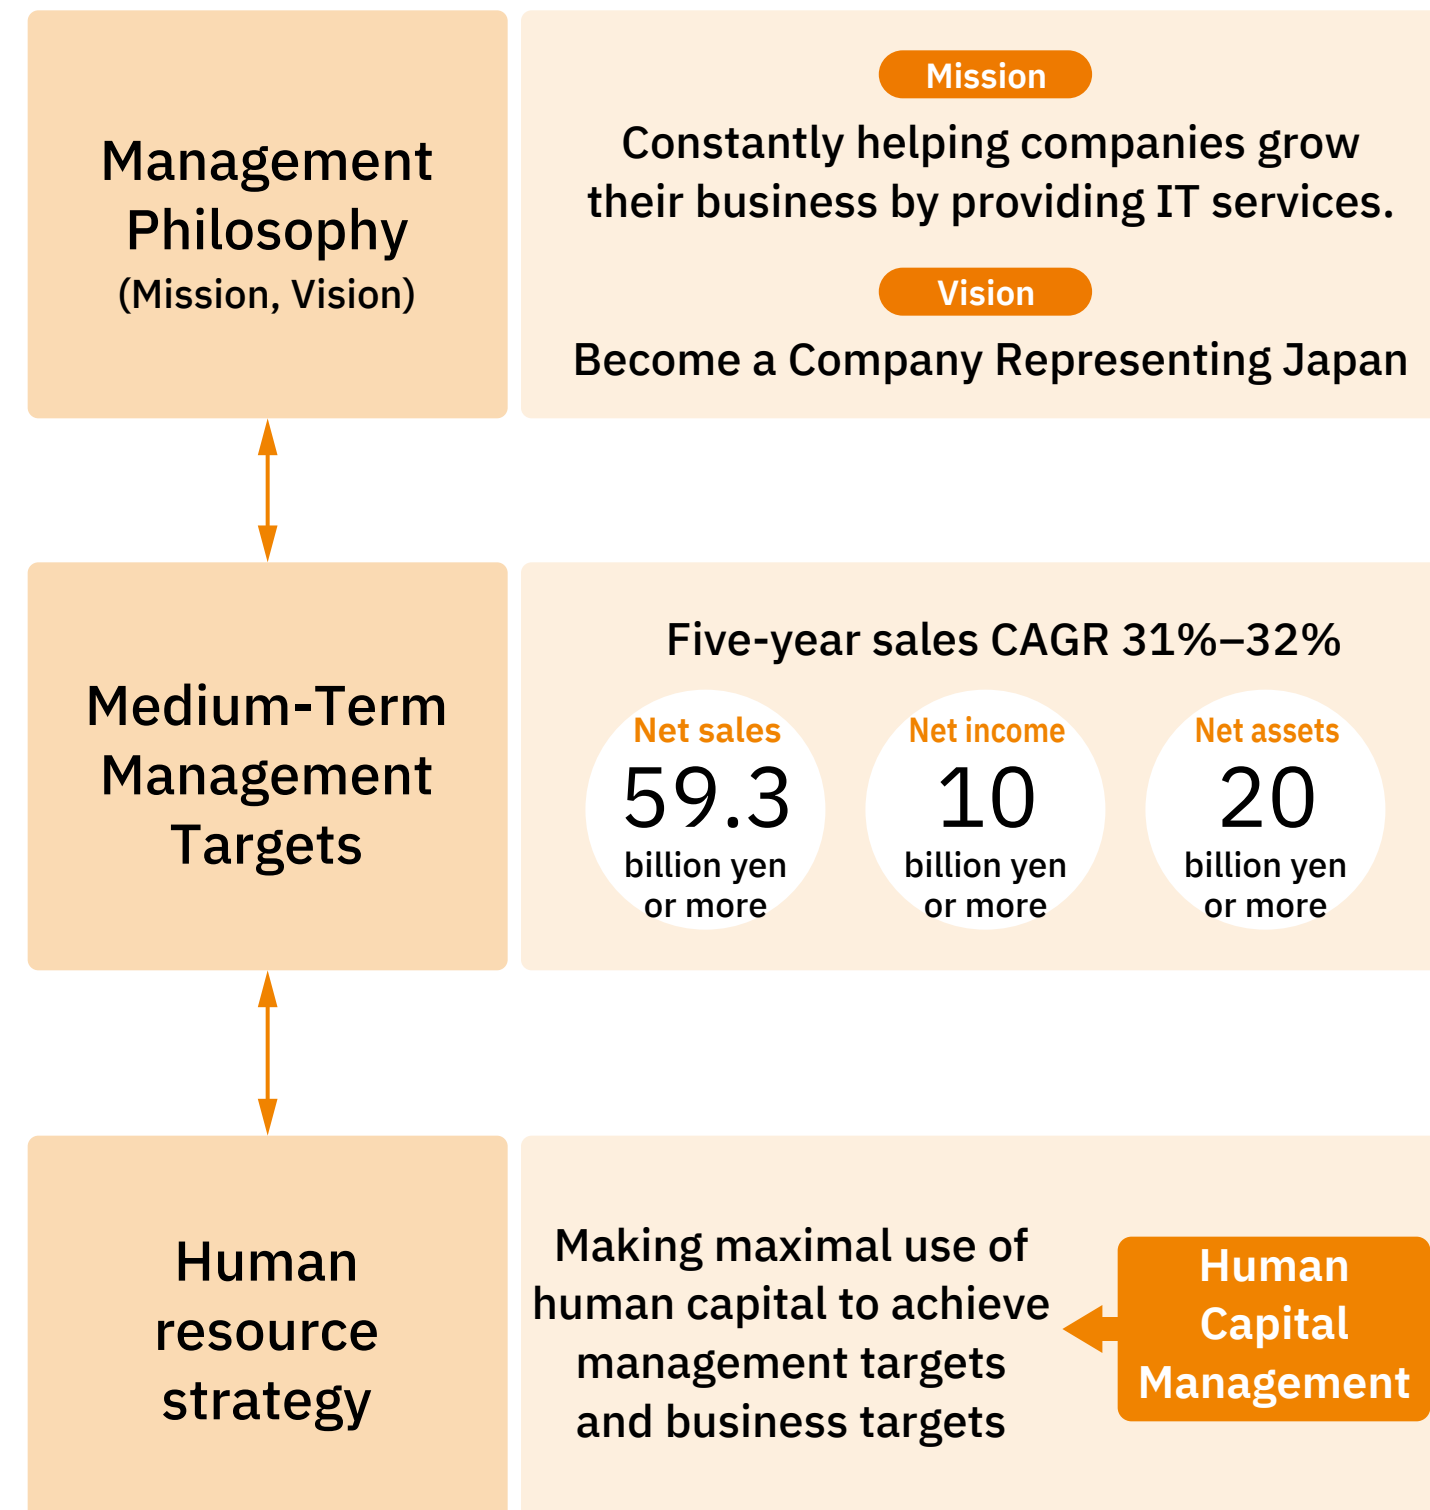 Management
Philosophy
(Mission, Vision)
Mission
Constantly helping companies grow
their business by providing IT services.
Vision
Become a Company Representing Japan
Medium-Term
Management
Targets
Five-year sales CAGR 31%–32%
Net sales
59.3
billion yen
or more
Net income
10
billion yen
or more
Net assets
20
billion yen
or more
Human
resource
strategy
Making maximal use of
human capital to achieve
management targets
and business targets
Human
Capital
Management